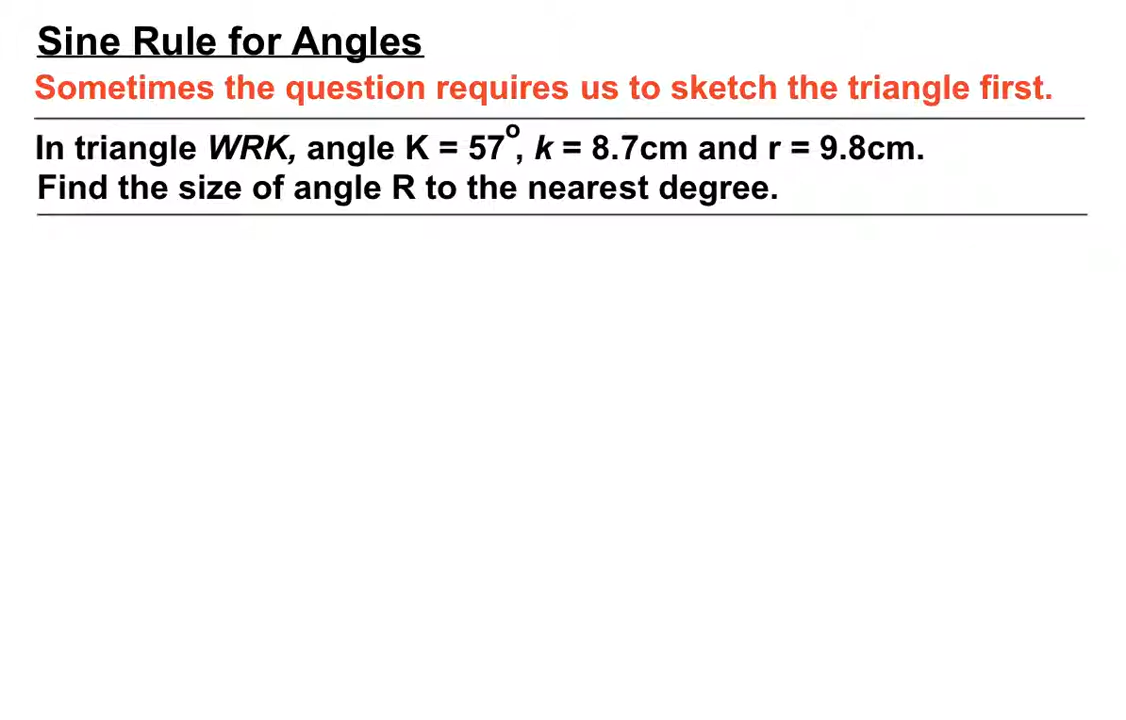 Sine Rule for Angles
Sometimes the question requires us to sketch the triangle first.
In triangle WRK, angle K = 57°, k = 8.7cm and r = 9.8cm.
Find the size of angle R to the nearest degree.